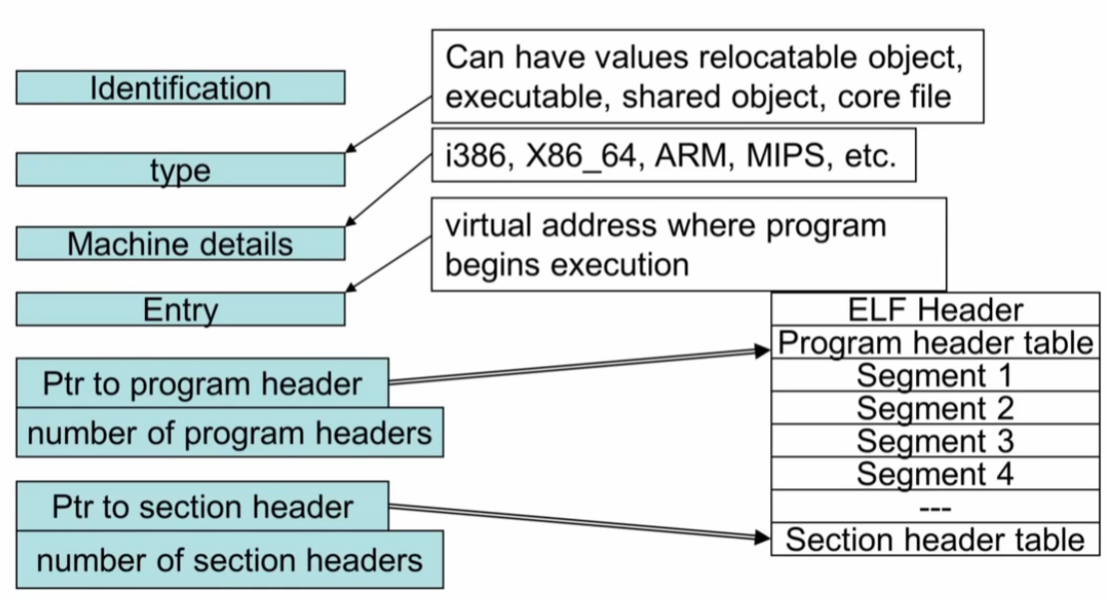 Identification
type
Machine details
Entry
Ptr to program header
number of program headers
Ptr to section header
number of section headers
Can have values relocatable object,
executable, shared object, core file
i386, X86_64, ARM, MIPS, etc.
virtual address where program
begins execution
ELF Header
Program header table
Segment 1
Segment 2
Segment 3
Segment 4
---
Section header table